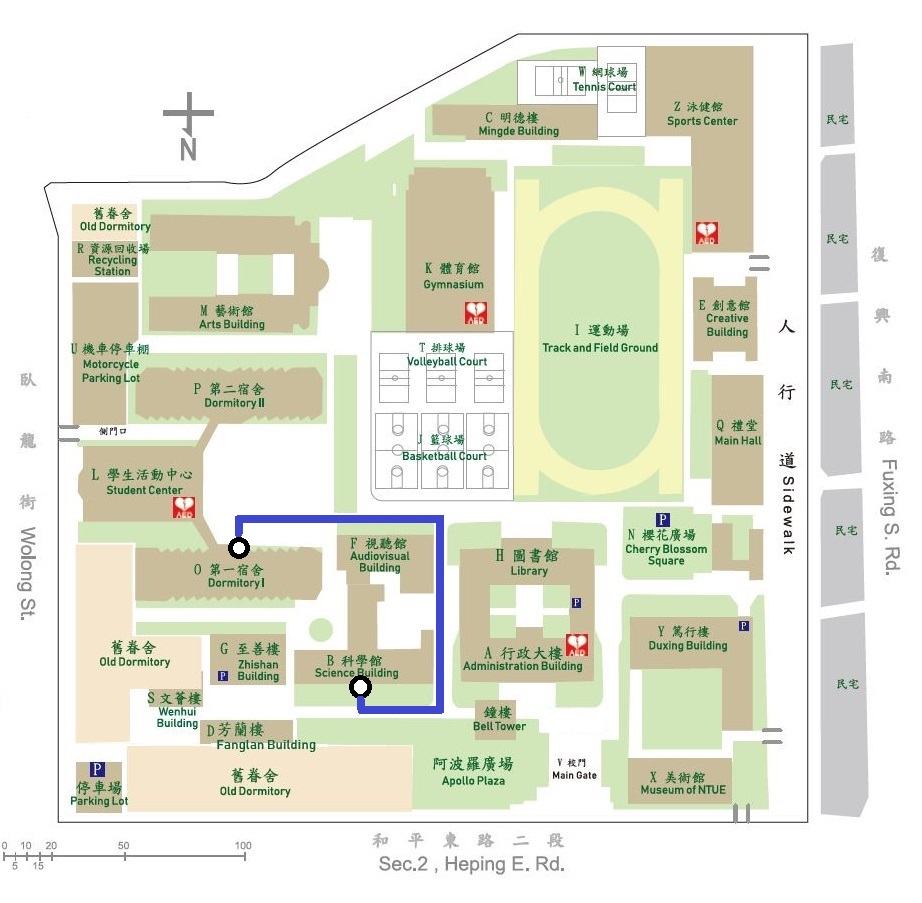 W 網球場
Tennis Court
C 明德樓
Mingde Building
Z 泳健館
Sports Center
AED
民宅
N
舊眷舍
Old Dormitory
R 資源回收場
Recycling
Station
K 體育館
Gymnasium
AED
M 藝術館
Arts Building
U 機車停車棚
Motorcycle
Parking Lot
I 運動場
Track and Field Ground
E 創意館
Creative
Building
民宅
復
興
南
路
Fuxing S. Rd.
人
行
道
Sidewalk
T 排球場
Volleyball Court
P 第二宿舍
Dormitory II
民宅
側門口
J 籃球場
Basketball Court
Q 禮堂
Main Hall
臥
龍
街
Wolong St.
L 學生活動中心
Student Center
AED
P
N 櫻花廣場
Cherry Blossom
Square
民宅
F 視聽館
Audiovisual
Building
H 圖書館
Library
O 第一宿舍
Dormitory I
P
舊眷舍
Old Dormitory
G 至善樓
Zhishan
Building
P
B 科學館
Science Building
A 行政大樓
Administration Building
AED
Y 篤行樓
Duxing Building
P
民宅
S 文薈樓
Wenhui
Building
D 芳蘭樓
Fanglan Building
鐘樓
Bell Tower
P
停車場
Parking Lot
舊眷舍
Old Dormitory
阿波羅廣場
Apollo Plaza
V 校門
Main Gate
X 美術館
Museum of NTUE
和平東路二段
Sec.2 , Heping E. Rd.
0 10 20 50 100
5 15